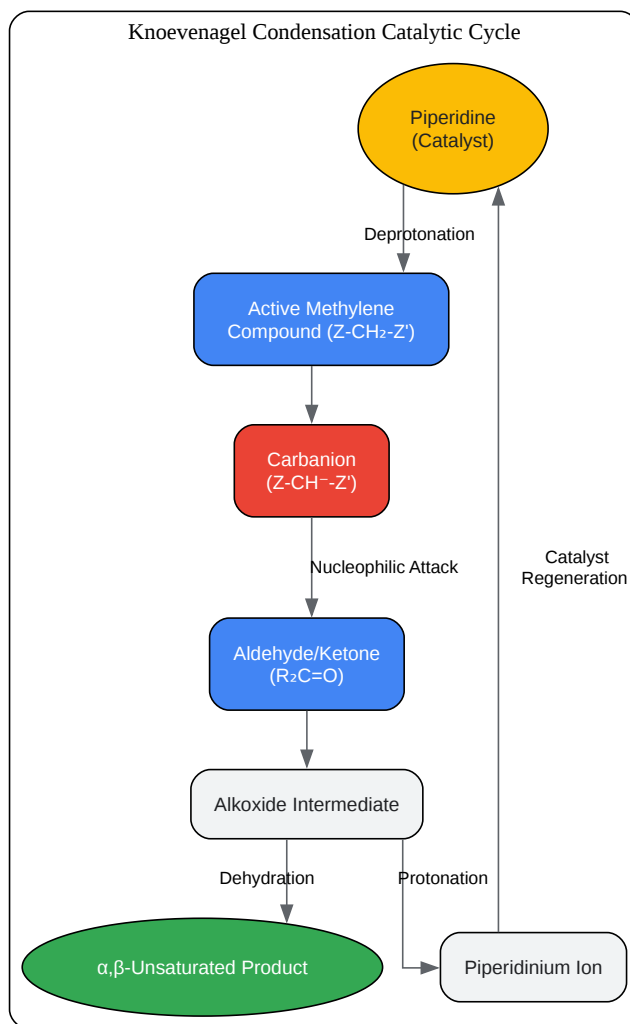 Knoevenagel Condensation Catalytic Cycle
Piperidine
(Catalyst)
Deprotonation
Active Methylene
Compound (Z-CH₂-Z')
Carbanion
(Z-CH⁻-Z')
Nucleophilic Attack
Catalyst
Regeneration
Aldehyde/Ketone
(R₂C=O)
Alkoxide Intermediate
Dehydration
Protonation
α,β-Unsaturated Product
Piperidinium Ion